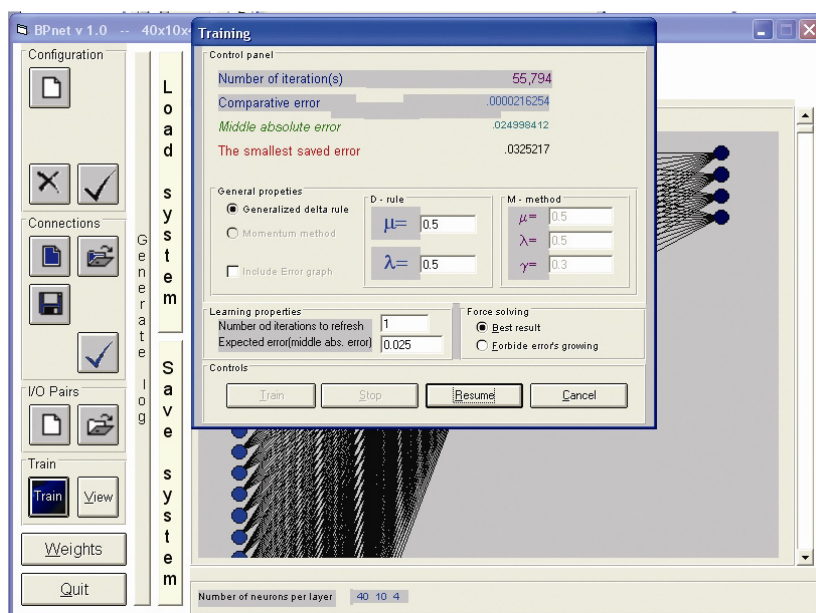 BPnet v 1.0 -- 40x10x
Training
Configuration
Connections
I/O Pairs
Train
Train
View
Weights
Quit
Generate log
Load system
Save system
Control panel
Number of iteration(s) 55,794
Comparative error .0000216254
Middle absolute error .024998412
The smallest saved error .0325217
General propeties
Generalized delta rule
Momentum method
Include Error graph
D - rule
μ= 0.5
λ= 0.5
M - method
μ= 0.5
λ= 0.5
γ= 0.3
Learning properties
Number od iterations to refresh 1
Expected error(middle abs. error) 0.025
Force solving
Best result
Forbide error's growing
Controls
Train
Stop
Resume
Cancel
Number of neurons per layer 40 10 4